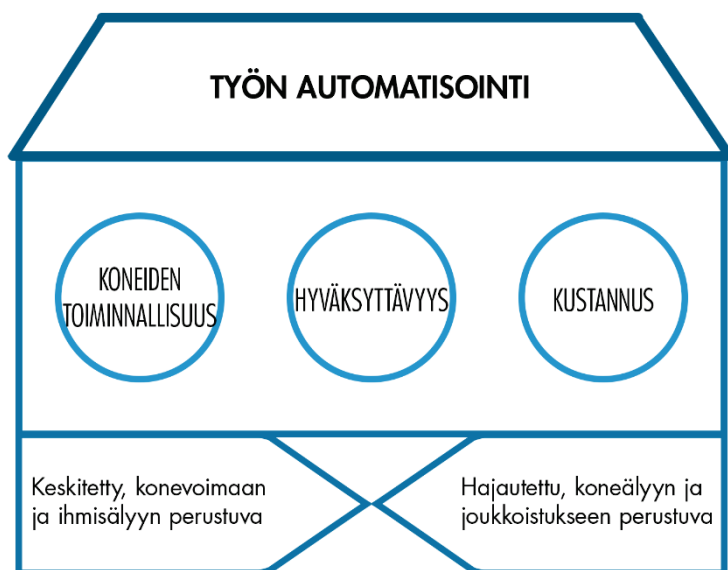 TYÖN AUTOMATISOINTI
KONEIDEN
TOIMINNALLISUUS
HYVÄKSYTTÄVYYS
KUSTANNUS
Keskitetty, konevoimaan
ja ihmisälyyn perustuva
Hajautettu, koneälyyn ja
joukkoistukseen perustuva